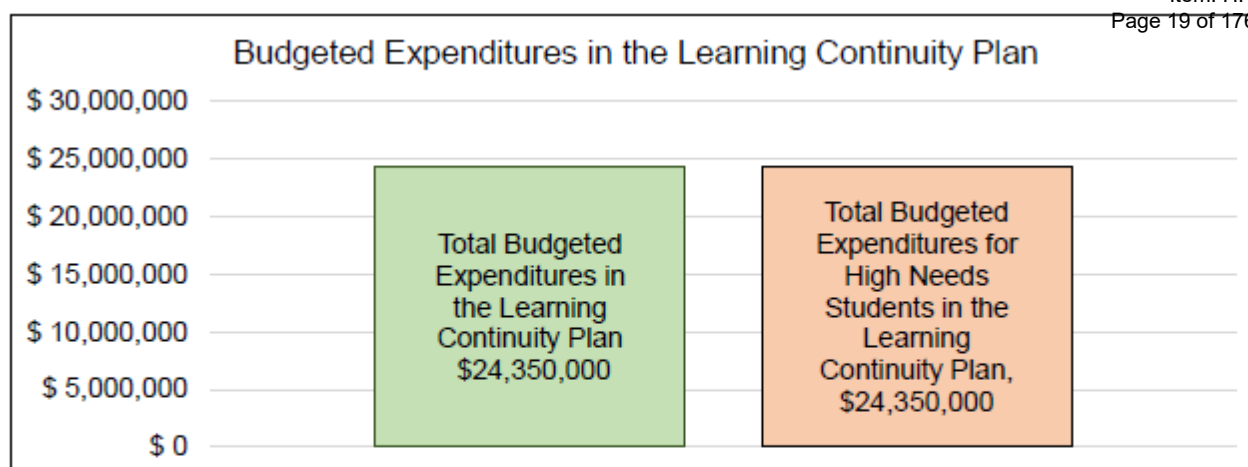 Page 19 of 176
Budgeted Expenditures in the Learning Continuity Plan
$ 30,000,000
$ 25,000,000
$ 20,000,000
$ 15,000,000
$ 10,000,000
$ 5,000,000
$ 0
Total Budgeted
Expenditures in
the Learning
Continuity Plan
$24,350,000
Total Budgeted
Expenditures for
High Needs
Students in the
Learning
Continuity Plan,
$24,350,000